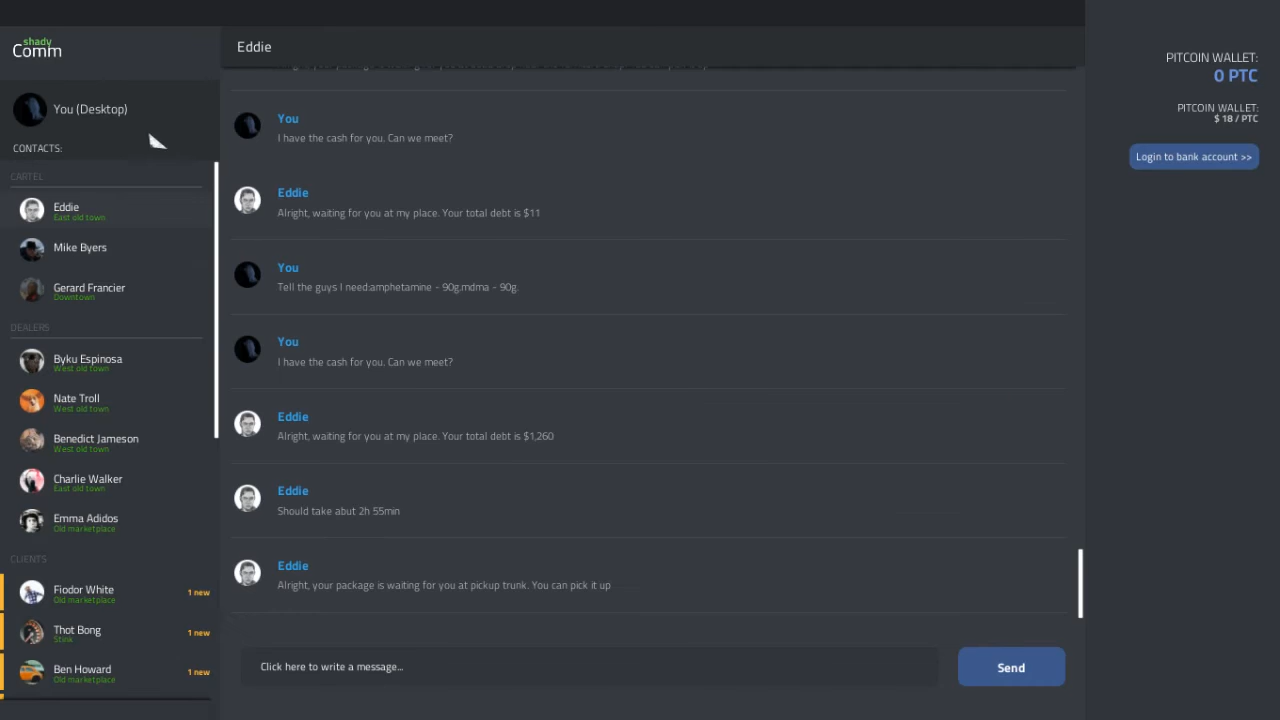 shady
Comm
You (Desktop)
CONTACTS:
CARTEL
Eddie
East old town
Mike Byers
Gerard Francier
Downtown
DEALERS
Byku Espinosa
West old town
Nate Troll
West old town
Benedict Jameson
West old town
Charlie Walker
East old town
Emma Adidos
Old marketplace
CLIENTS
Fiodor White
Old marketplace
1 new
Thot Bong
Stink
1 new
Ben Howard
Old marketplace
1 new
Eddie
You
I have the cash for you. Can we meet?
Eddie
Alright, waiting for you at my place. Your total debt is $11
You
Tell the guys I need:amphetamine - 90g.mdma - 90g.
You
I have the cash for you. Can we meet?
Eddie
Alright, waiting for you at my place. Your total debt is $1,260
Eddie
Should take abut 2h 55min
Eddie
Alright, your package is waiting for you at pickup trunk. You can pick it up
Click here to write a message...
Send
PITCOIN WALLET:
0 PTC
PITCOIN WALLET:
$ 18 / PTC
Login to bank account >>